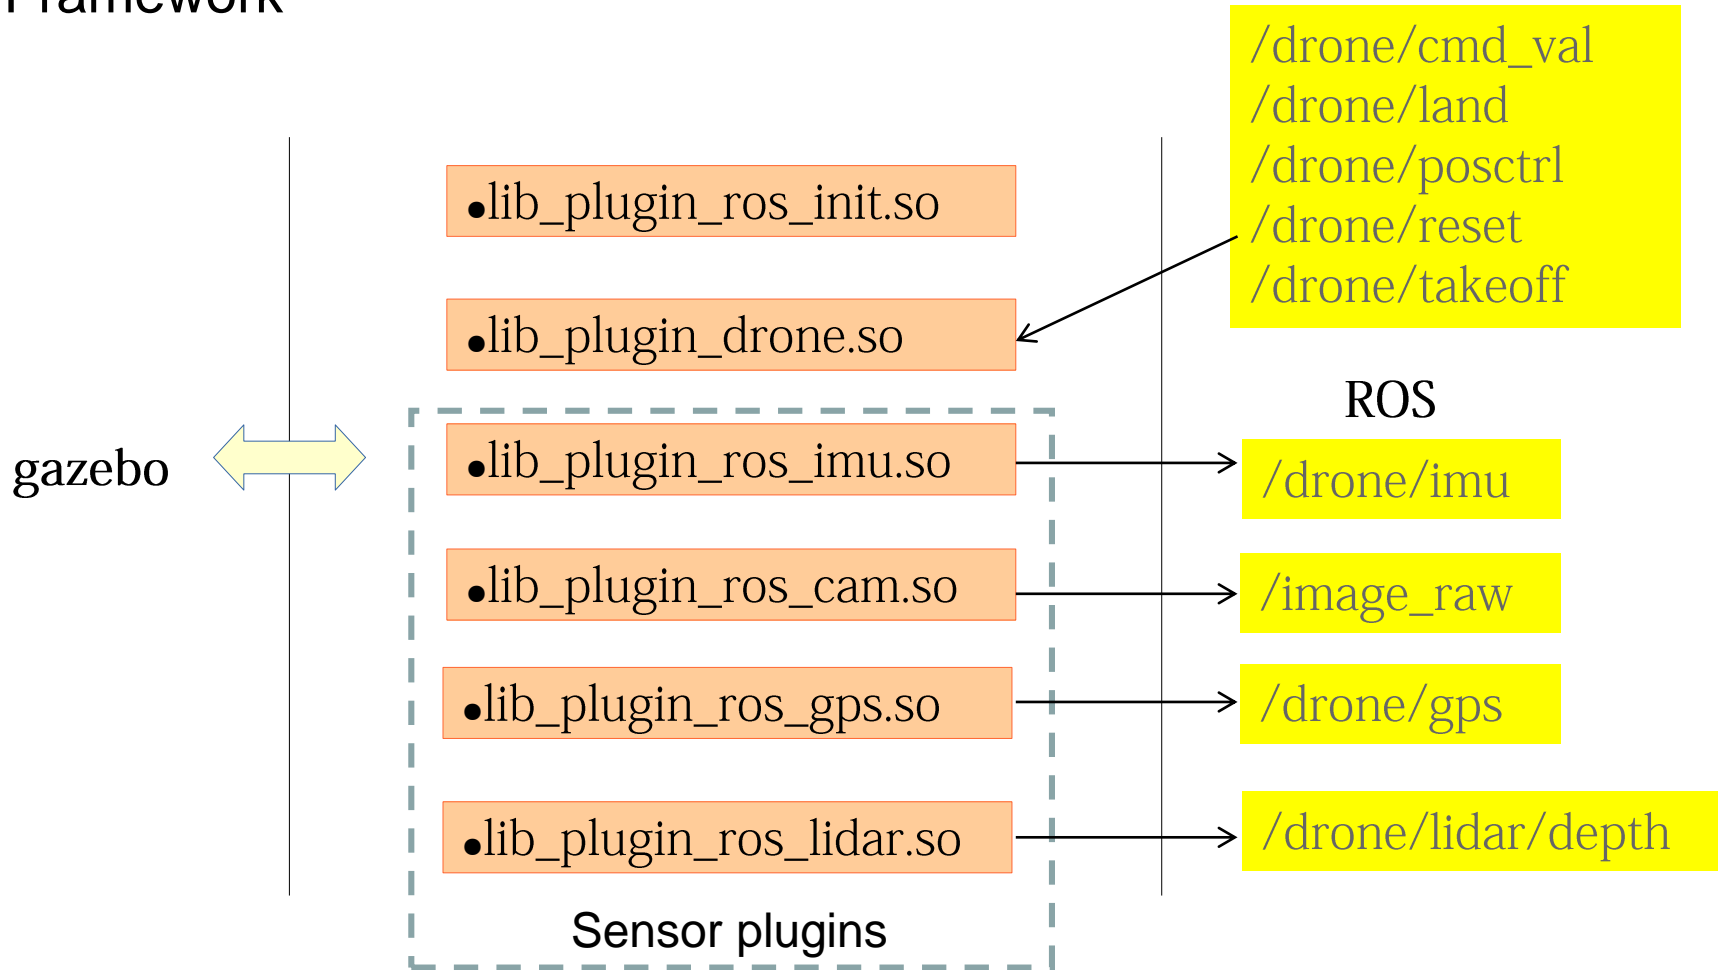 Framework
/drone/cmd_val
/drone/land
/drone/posctrl
/drone/reset
/drone/takeoff
•lib_plugin_ros_init.so
•lib_plugin_drone.so
ROS
gazebo
•lib_plugin_ros_imu.so
/drone/imu
•lib_plugin_ros_cam.so
/image_raw
•lib_plugin_ros_gps.so
/drone/gps
•lib_plugin_ros_lidar.so
/drone/lidar/depth
Sensor plugins